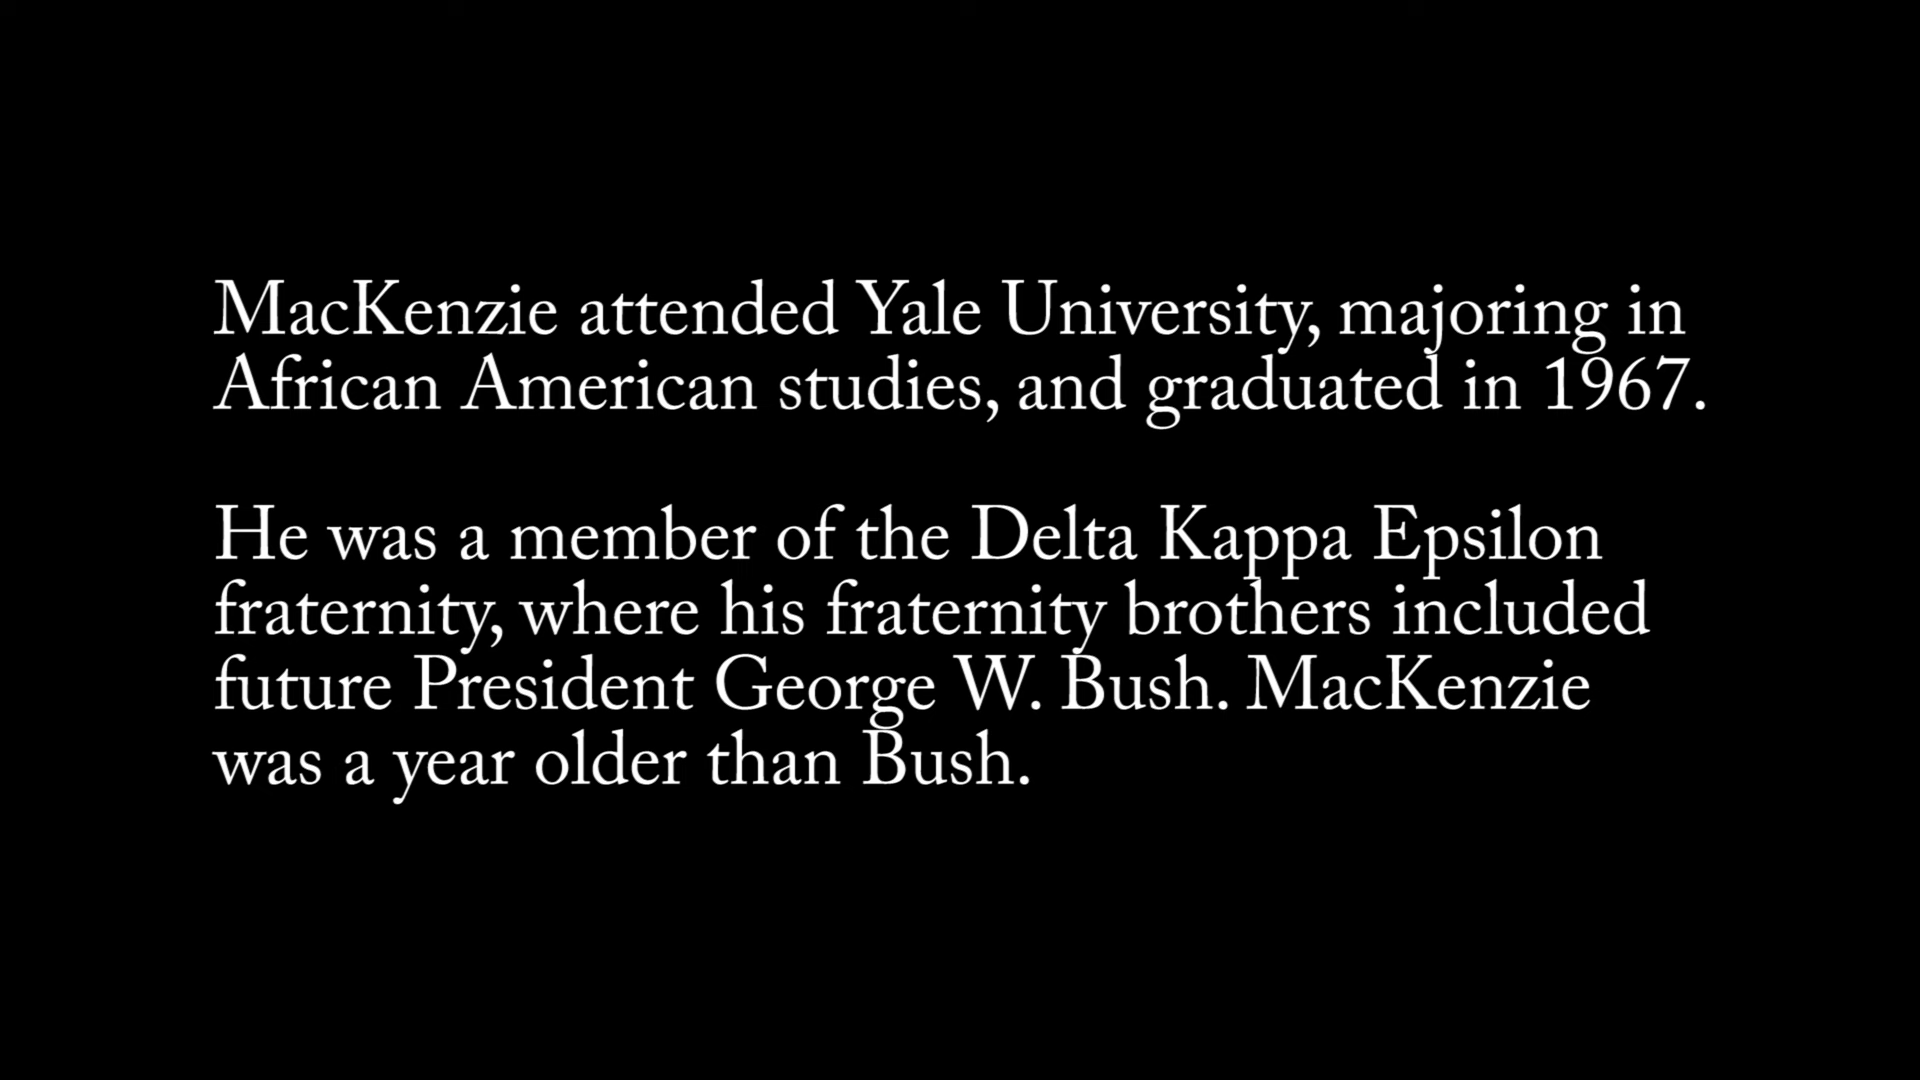 MacKenzie attended Yale University, majoring in
African American studies, and graduated in 1967.
He was a member of the Delta Kappa Epsilon
fraternity, where his fraternity brothers included
future President George W. Bush. MacKenzie
was a year older than Bush.